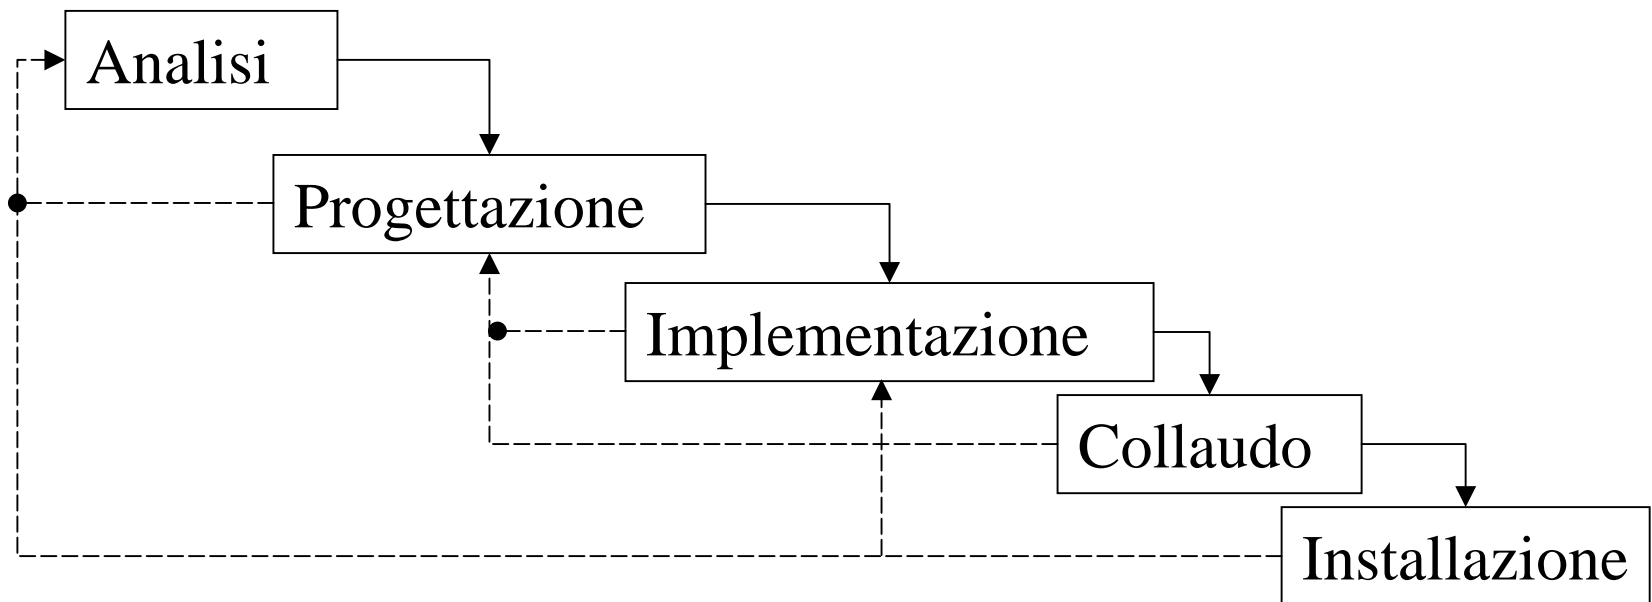 Analisi
Progettazione
Implementazione
Collaudo
Installazione